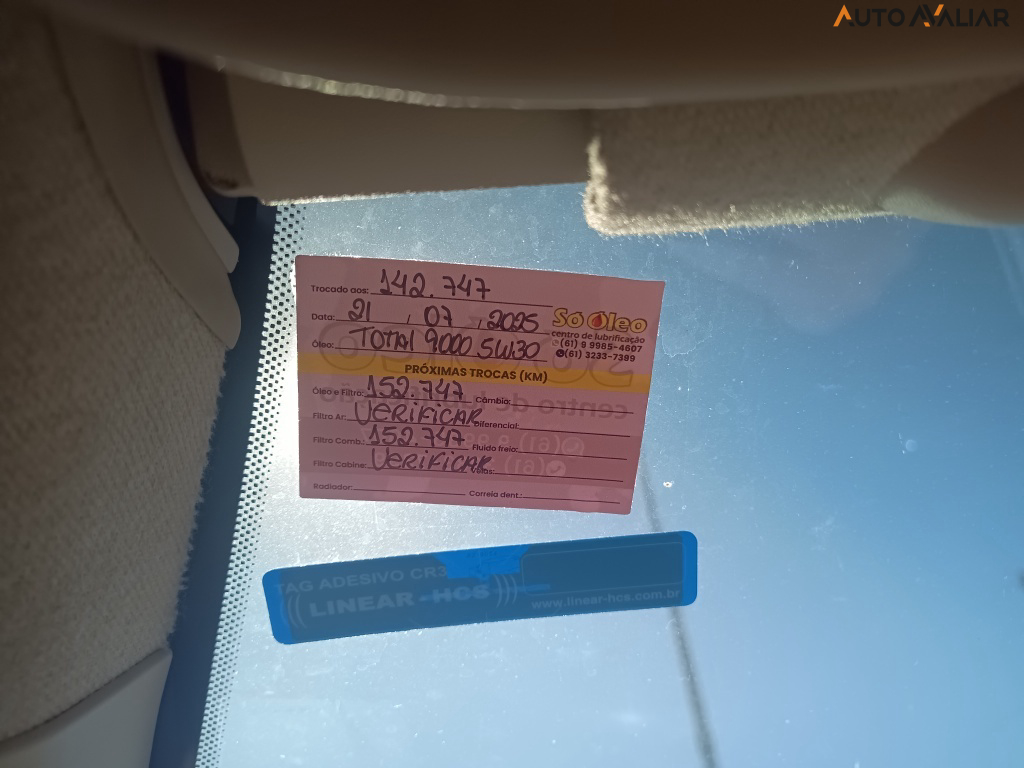 AUTO AVALIAR
Trocado aos: 142.747
Data: 21 / 07 / 2025
Óleo: TOTAL 9000 5W30
Só Óleo
centro de lubrificação
(61) 9 9985-4607
(61) 3233-7399
PRÓXIMAS TROCAS (KM)
Óleo e Filtro: 152.747 Câmbio:
Filtro Ar: VERIFICAR Diferencial:
Filtro Comb.: 152.747 Fluido freio:
Filtro Cabine: VERIFICAR Velas:
Radiador: Correia dent.:
TAG ADESIVO CR3
LINEAR-HCS
www.linear-hcs.com.br